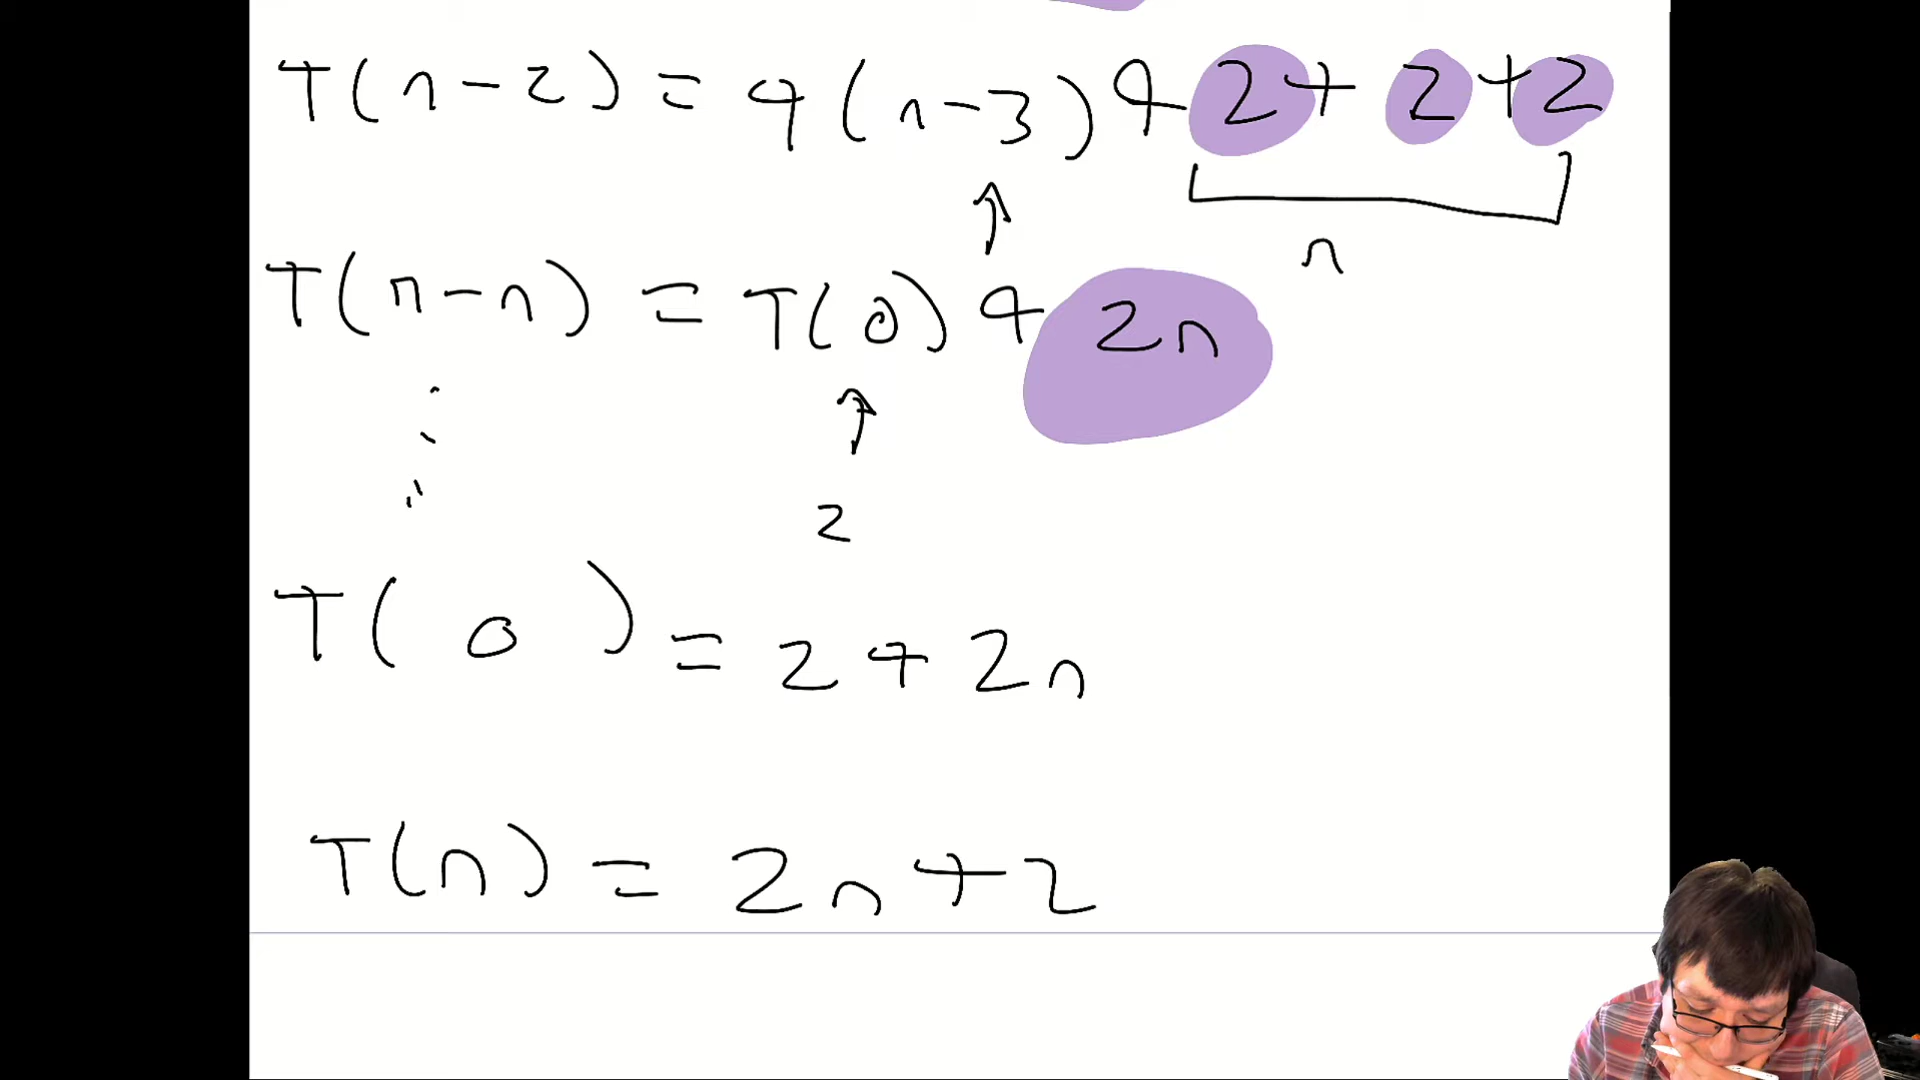 T(n-2) = T(n-3) + 2 + 2 + 2
n
T(n-n) = T(0) + 2n
2
T(0) = 2 + 2n
T(n) = 2n + 2